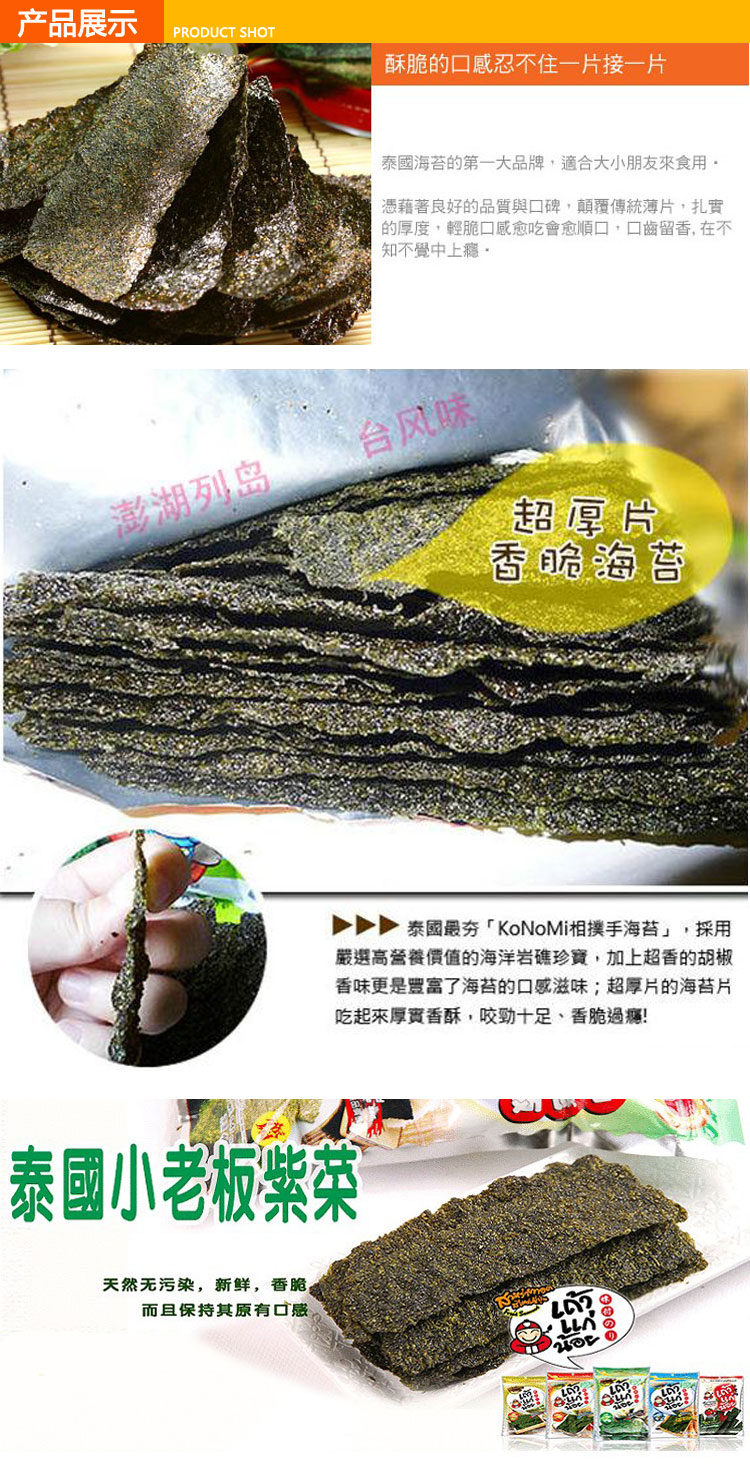 产品展示 PRODUCT SHOT
酥脆的口感忍不住一片接一片
泰國海苔的第一大品牌，適合大小朋友來食用。
憑藉著良好的品質與口碑，顛覆傳統薄片，扎實
的厚度，輕脆口感愈吃會愈順口，口齒留香,在不
知不覺中上癮。
台风味
澎湖列岛
超厚片
香脆海苔
▶▶▶ 泰國最夯「KoNoMi相撲手海苔」，採用
嚴選高營養價值的海洋岩礁珍寶，加上超香的胡椒
香味更是豐富了海苔的口感滋味；超厚片的海苔片
吃起來厚實香酥，咬勁十足、香脆過癮!
泰國小老板紫菜
天然无污染，新鲜，香脆
而且保持其原有口感
เถ้า
แก่
น้อย